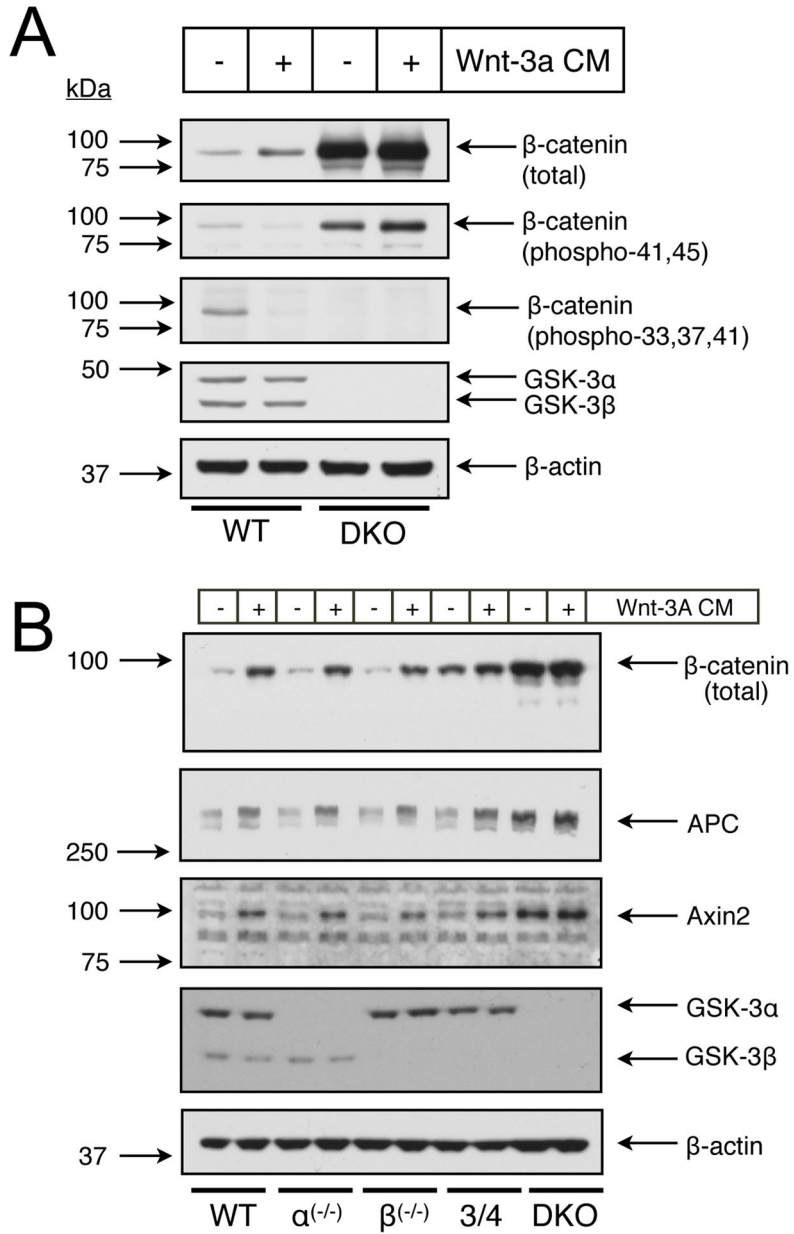 A
- + - + Wnt-3a CM
kDa
100
75
β-catenin
(total)
100
75
β-catenin
(phospho-41,45)
100
75
β-catenin
(phospho-33,37,41)
50
GSK-3α
GSK-3β
37
β-actin
WT DKO
B
- + - + - + - + - + Wnt-3A CM
100
β-catenin
(total)
250
APC
100
75
Axin2
GSK-3α
GSK-3β
37
β-actin
WT α(-/-) β(-/-) 3/4 DKO